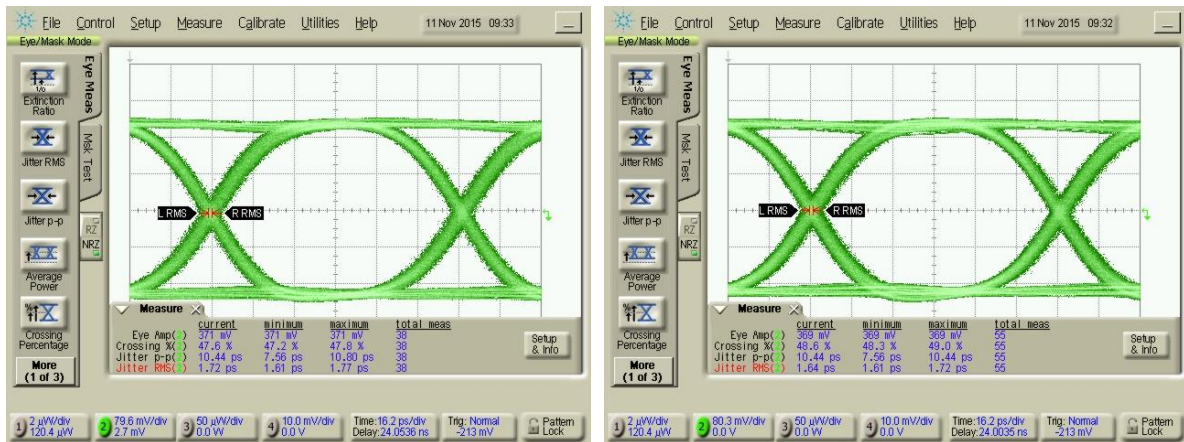 File Control Setup Measure Calibrate Utilities Help 11 Nov 2015 09:33
Eye/Mask Mode
Eye Meas
Msk Test
1/0
Extinction
Ratio
Jitter RMS
Jitter p-p
RZ
NRZ
Average
Power
%
Crossing
Percentage
More
(1 of 3)
L RMS R RMS
Measure
current minimum maximum total meas
Eye Amp(2) 371 mV 371 mV 371 mV 38
Crossing %(2) 47.6 % 47.2 % 47.8 % 38
Jitter p-p(2) 10.44 ps 7.56 ps 10.80 ps 38
Jitter RMS(2) 1.72 ps 1.61 ps 1.77 ps 38
Setup
& Info
1 2 µW/div 2 79.6 mV/div 3 50 µW/div 4 10.0 mV/div Time:16.2 ps/div Trig: Normal Pattern
120.4 µW 2.7 mV 0.0 W 0.0 V Delay:24.0536 ns -213 mV Lock
File Control Setup Measure Calibrate Utilities Help 11 Nov 2015 09:32
Eye/Mask Mode
Eye Meas
Msk Test
1/0
Extinction
Ratio
Jitter RMS
Jitter p-p
RZ
NRZ
Average
Power
%
Crossing
Percentage
More
(1 of 3)
L RMS R RMS
Measure
current minimum maximum total meas
Eye Amp(2) 369 mV 369 mV 369 mV 55
Crossing %(2) 48.6 % 48.3 % 49.0 % 55
Jitter p-p(2) 10.44 ps 7.56 ps 10.44 ps 55
Jitter RMS(2) 1.64 ps 1.51 ps 1.72 ps 55
Setup
& Info
1 2 µW/div 2 80.3 mV/div 3 50 µW/div 4 10.0 mV/div Time:16.2 ps/div Trig: Normal Pattern
120.4 µW 0.0 V 0.0 W 0.0 V Delay:24.0035 ns -213 mV Lock